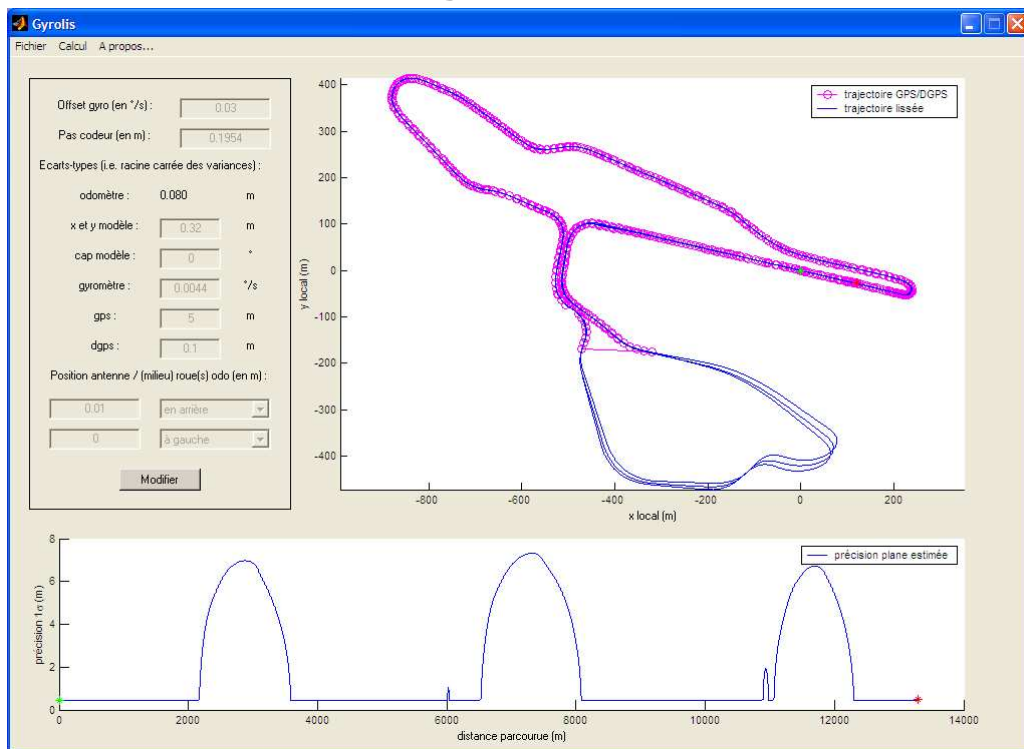 Gyrolis
Fichier Calcul A propos...
Offset gyro (en °/s) : 0.03
Pas codeur (en m) : 0.1954
Ecarts-types (i.e. racine carrée des variances) :
odomètre : 0.080 m
x et y modèle : 0.32 m
cap modèle : 0 °
gyromètre : 0.0044 °/s
gps : 5 m
dgps : 0.1 m
Position antenne / (milieu) roue(s) odo (en m) :
0.01 en arrière
0 à gauche
Modifier
trajectoire GPS/DGPS
trajectoire lissée
400
300
200
100
0
-100
-200
-300
-400
y local (m)
-800 -600 -400 -200 0 200
x local (m)
précision plane estimée
8
6
4
2
0
précision 1σ (m)
0 2000 4000 6000 8000 10000 12000 14000
distance parcourue (m)